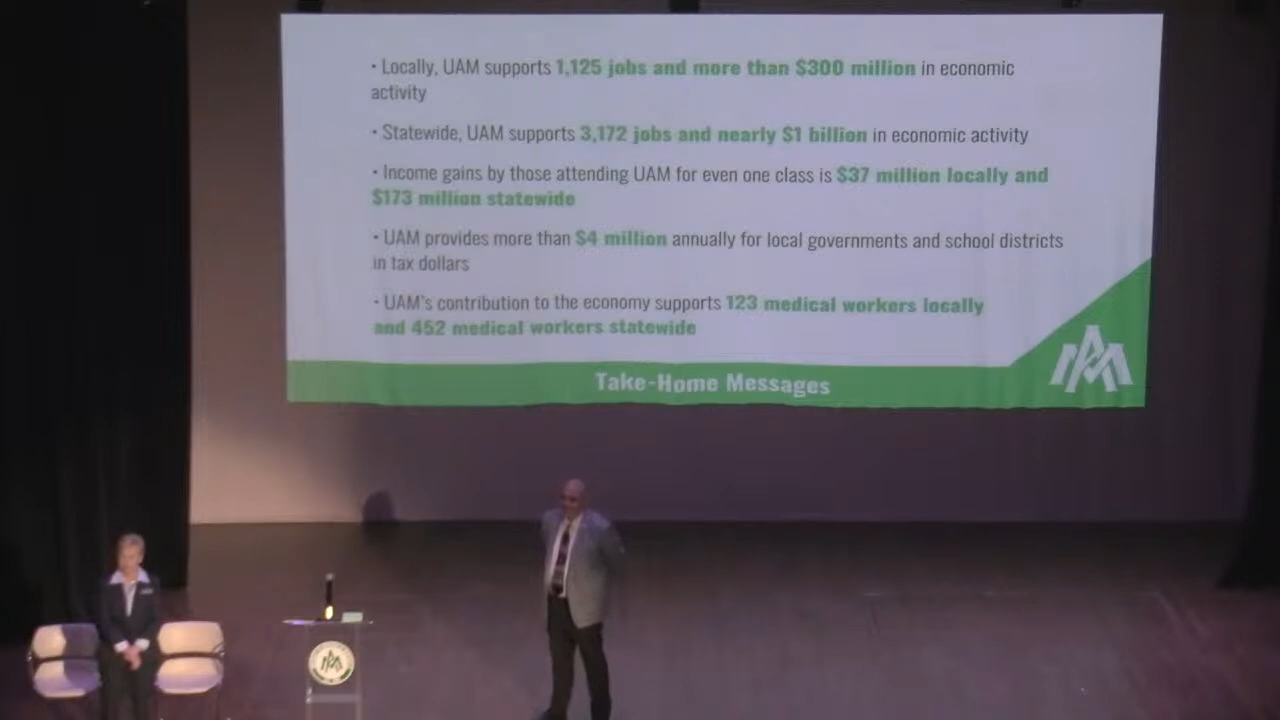 • Locally, UAM supports 1,125 jobs and more than $300 million in economic
activity
• Statewide, UAM supports 3,172 jobs and nearly $1 billion in economic activity
• Income gains by those attending UAM for even one class is $37 million locally and
$173 million statewide
• UAM provides more than $4 million annually for local governments and school districts
in tax dollars
• UAM's contribution to the economy supports 123 medical workers locally
and 452 medical workers statewide
Take-Home Messages